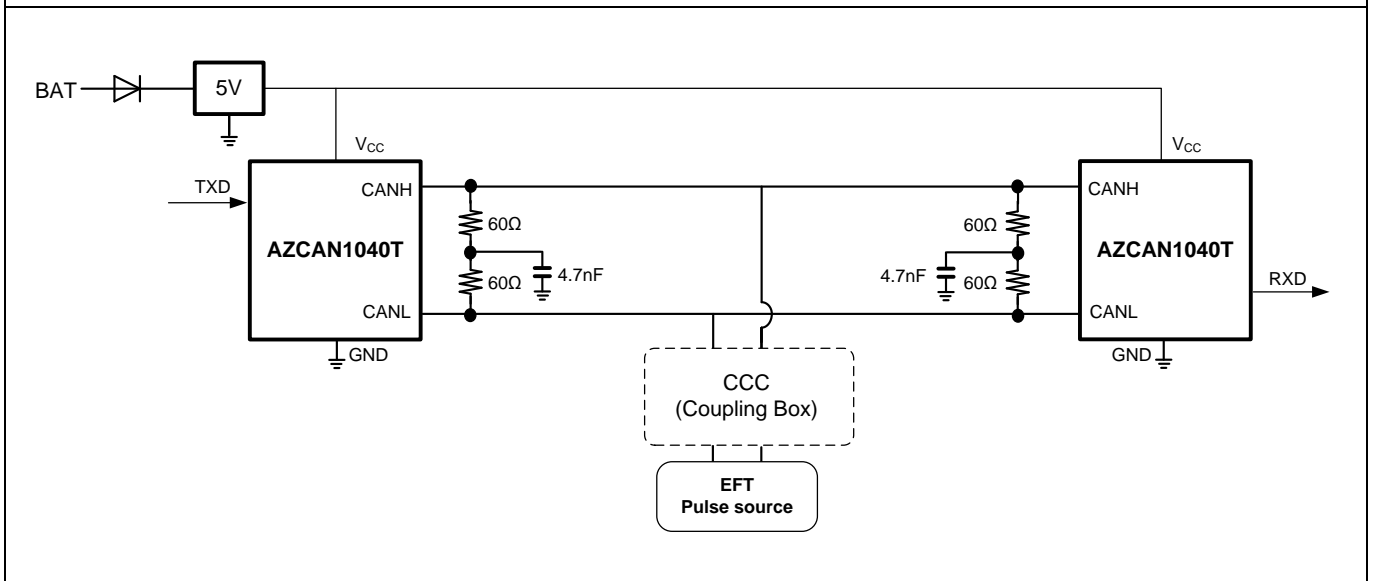 BAT
5V
VCC
VCC
TXD
CANH
CANH
60Ω
60Ω
AZCAN1040T
AZCAN1040T
4.7nF
4.7nF
RXD
60Ω
60Ω
CANL
CANL
GND
GND
CCC
(Coupling Box)
EFT
Pulse source